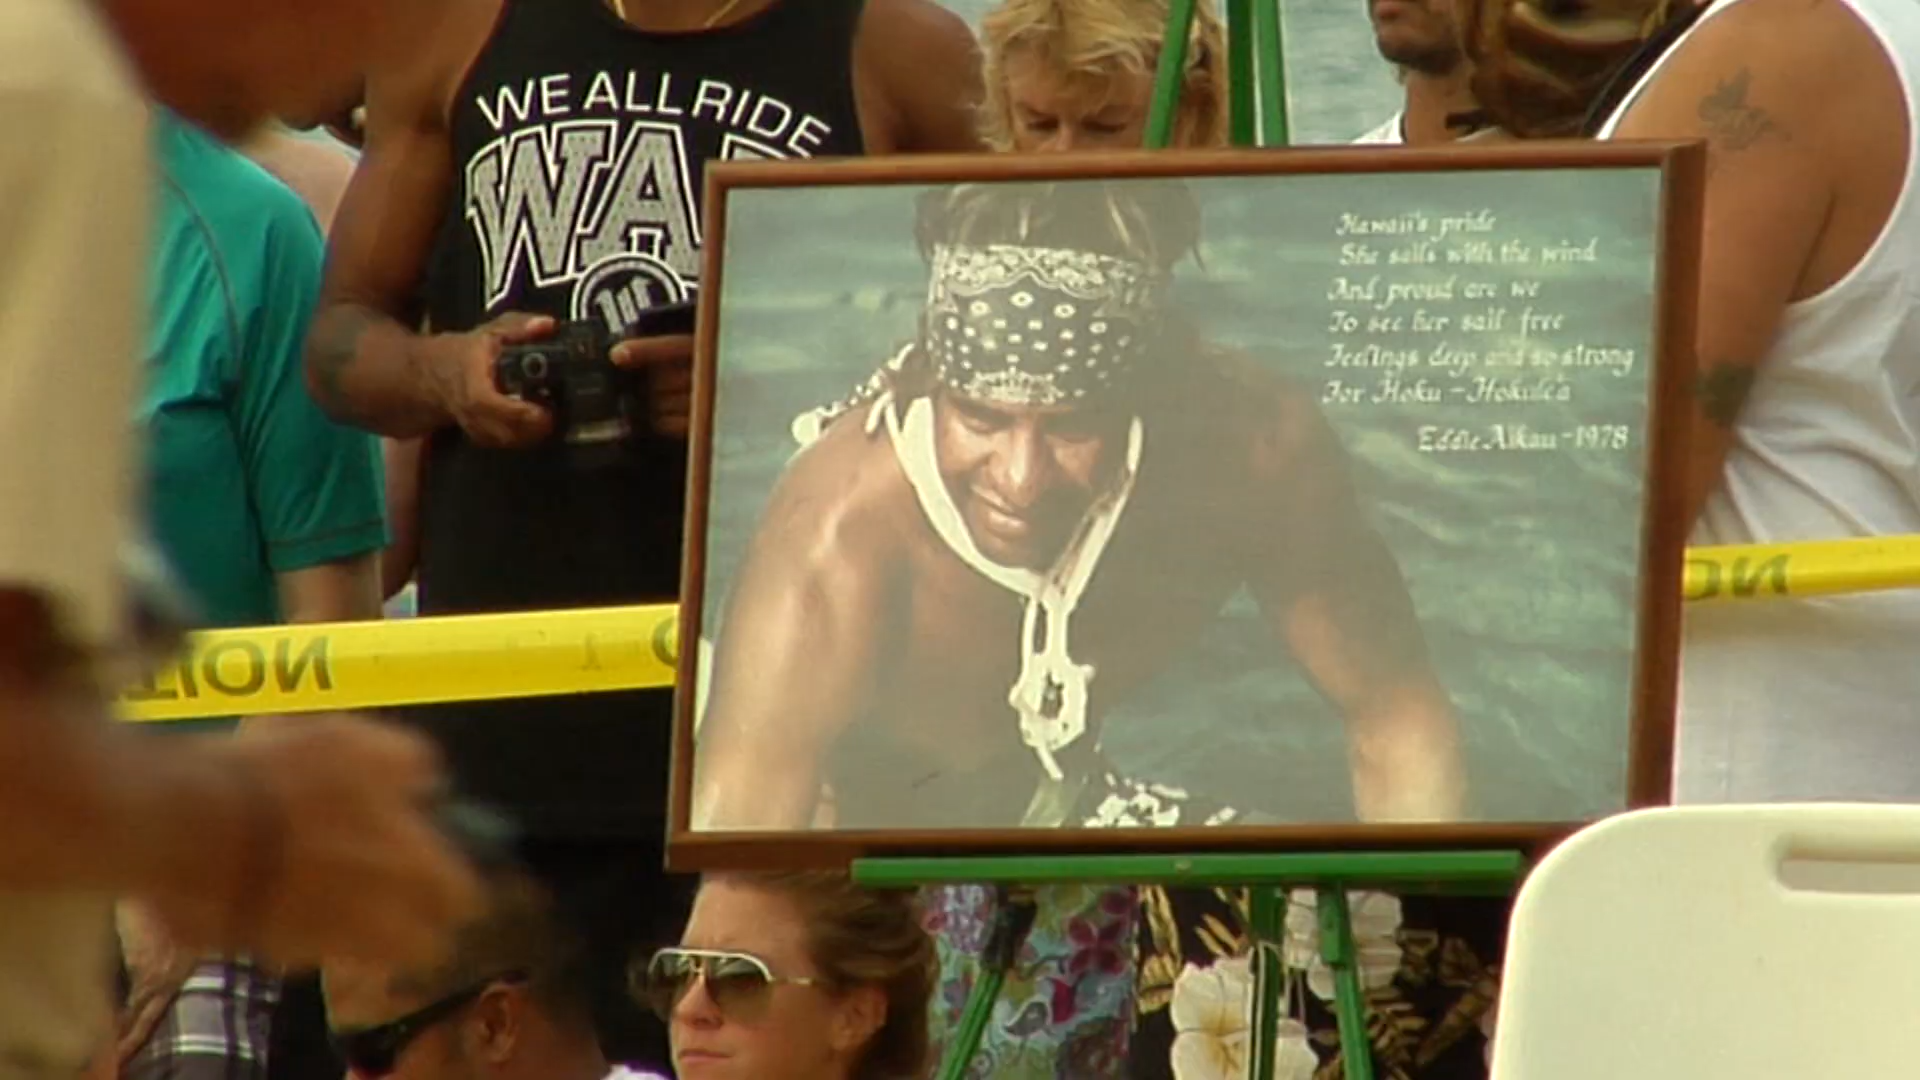 WE ALL RIDE
Hawaii's pride
She sails with the wind
And proud are we
To see her sail free
Feelings deep and so strong
For Hoku - Hokule'a
Eddie Aikau - 1978